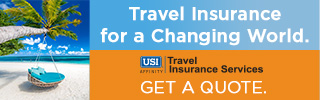 Travel Insurance
for a Changing World.
USI
AFFINITY
Travel
Insurance Services
GET A QUOTE.